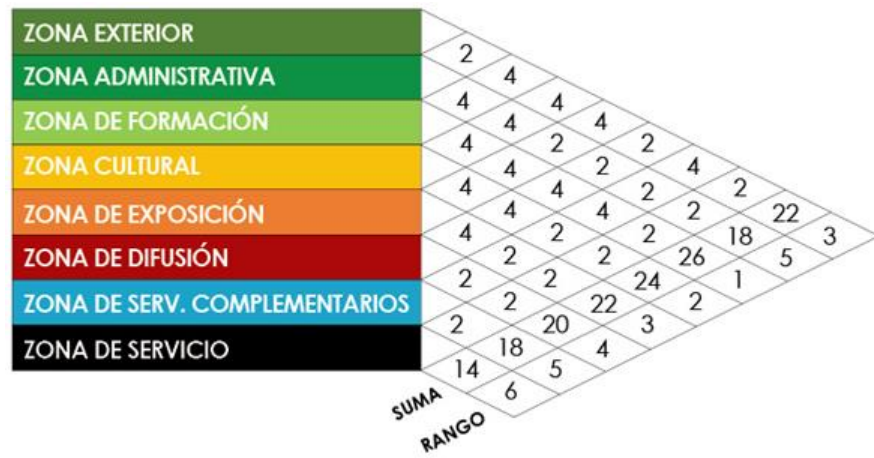 ZONA EXTERIOR
2
ZONA ADMINISTRATIVA 4
4 4
ZONA DE FORMACIÓN 4 4
4 2 2
ZONA CULTURAL 4 2 4
4 4 2 2
ZONA DE EXPOSICIÓN 4 4 2 22
4 2 2 18 3
ZONA DE DIFUSIÓN 2 2 26 5
2 2 24 1
ZONA DE SERV. COMPLEMENTARIOS 2 22 2
2 20 3
ZONA DE SERVICIO 18 4
14 5
SUMA 6
RANGO